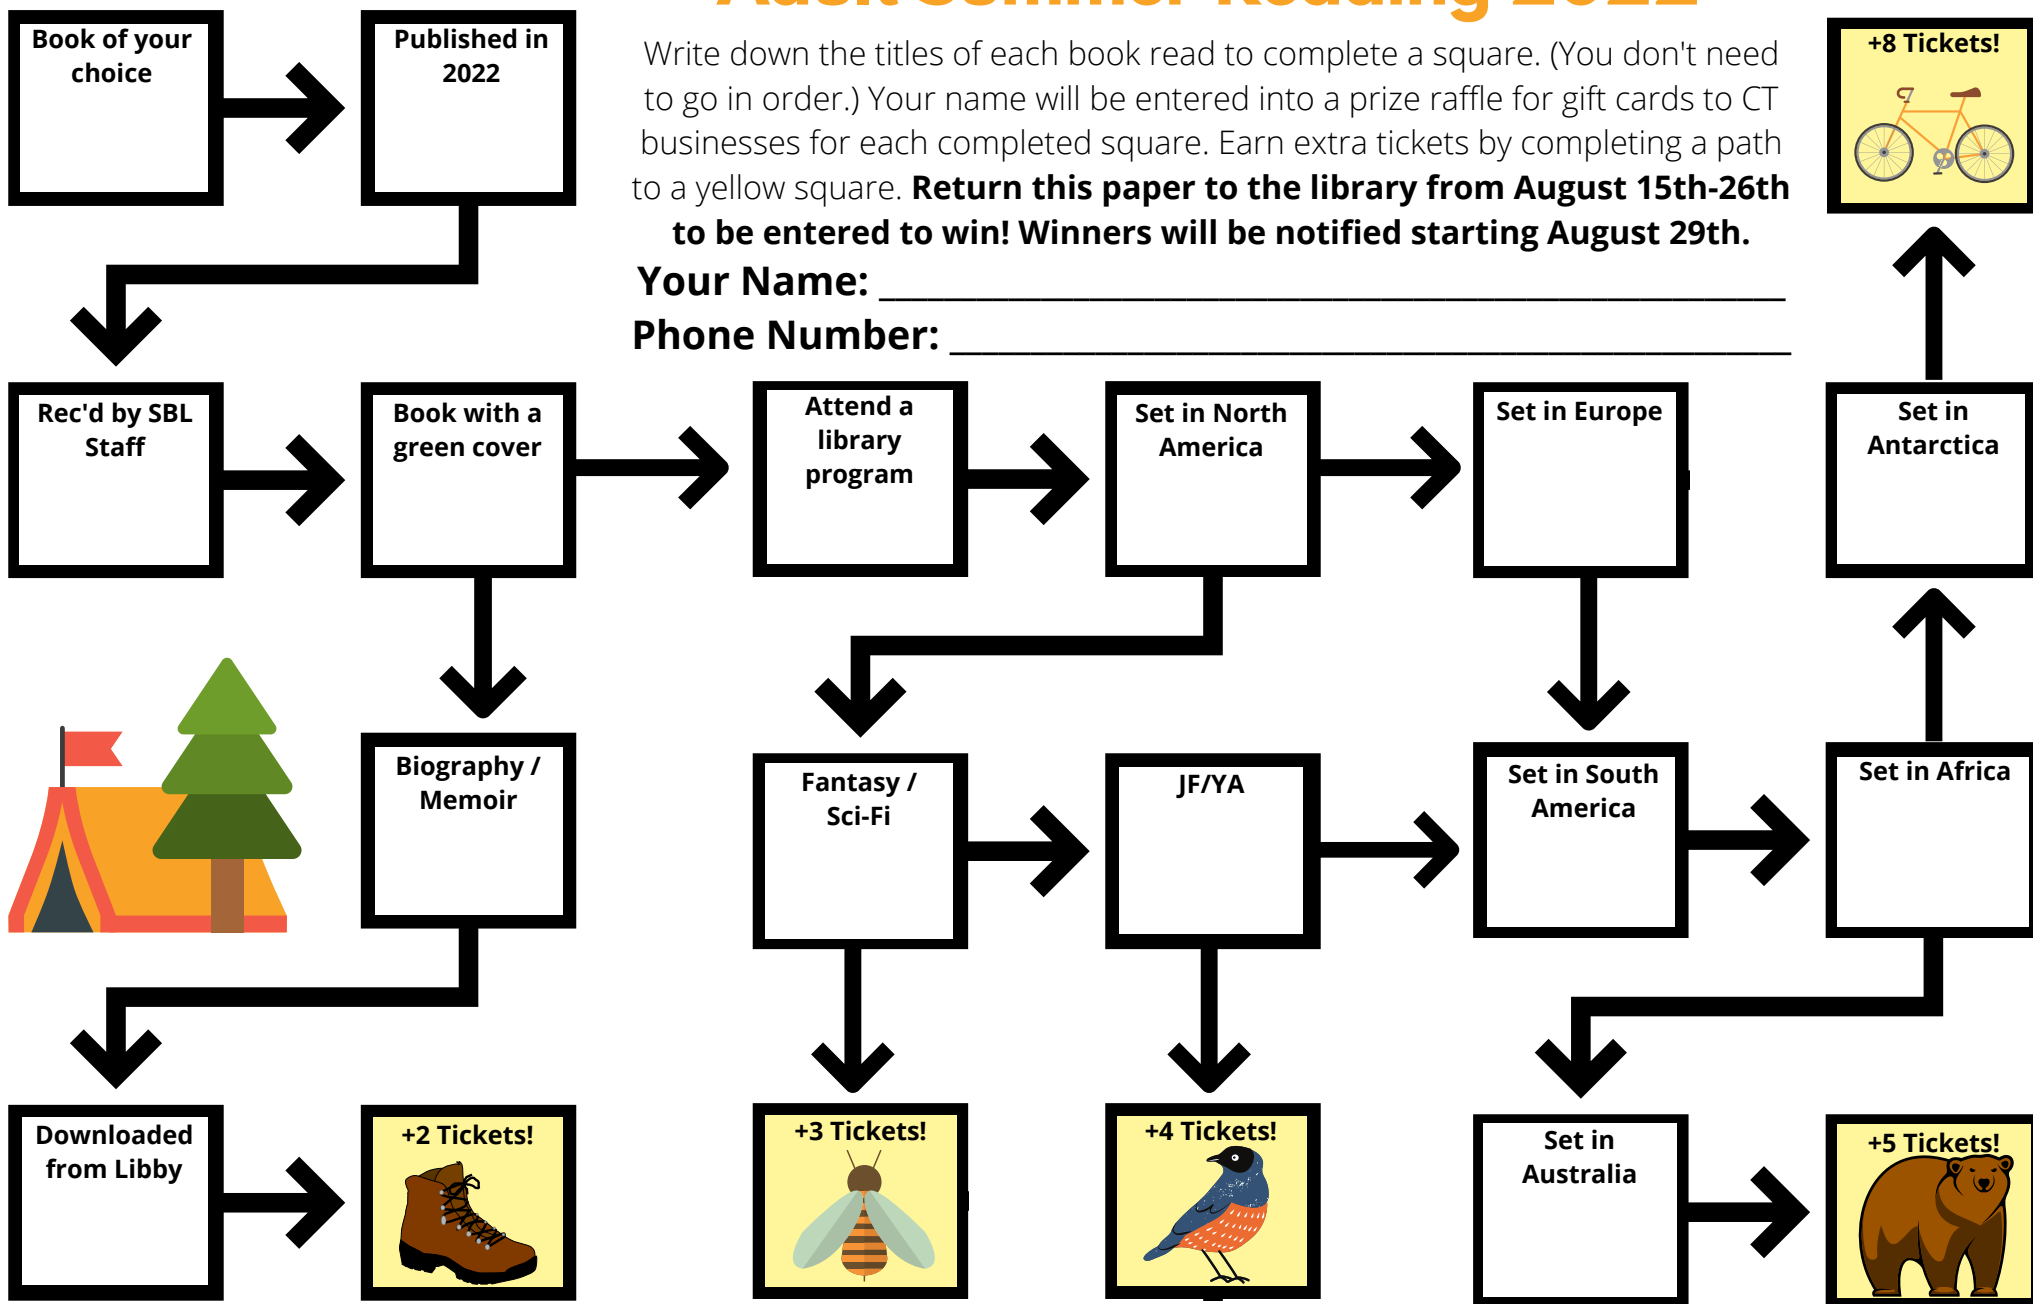 Adult Summer Reading 2022
Book of your
choice
Published in
2022
Write down the titles of each book read to complete a square. (You don't need
to go in order.) Your name will be entered into a prize raffle for gift cards to CT
businesses for each completed square. Earn extra tickets by completing a path
to a yellow square. Return this paper to the library from August 15th-26th
to be entered to win! Winners will be notified starting August 29th.
Your Name:
Phone Number:
+8 Tickets!
Rec'd by SBL
Staff
Book with a
green cover
Attend a
library
program
Set in North
America
Set in Europe
Set in
Antarctica
Biography /
Memoir
Fantasy /
Sci-Fi
JF/YA
Set in South
America
Set in Africa
Downloaded
from Libby
+2 Tickets!
+3 Tickets!
+4 Tickets!
Set in
Australia
+5 Tickets!